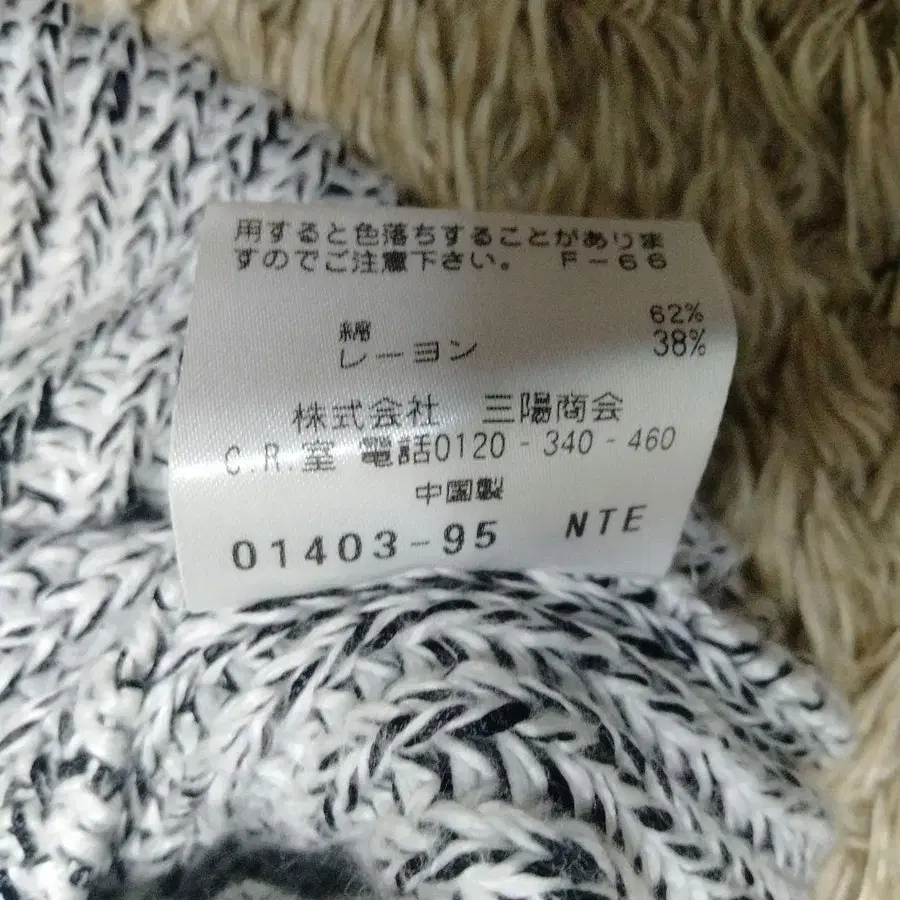 用すると色落ちすることがありま
すのでご注意下さい。 F-66
綿 62%
レーヨン 38%
株式会社 三陽商会
C.R.室 電話0120-340-460
中国製
01403-95 NTE